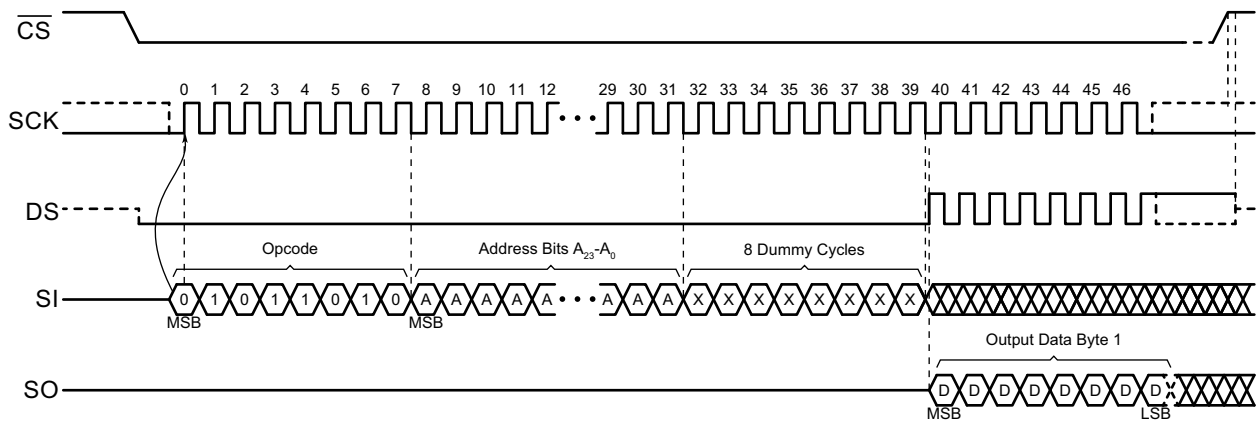 CS
0 1 2 3 4 5 6 7 8 9 10 11 12 29 30 31 32 33 34 35 36 37 38 39 40 41 42 43 44 45 46
SCK
DS
Opcode Address Bits A23-A0 8 Dummy Cycles
SI 0 1 0 1 1 0 1 0 A A A A A A A A X X X X X X X X
MSB MSB
Output Data Byte 1
SO D D D D D D D D
MSB LSB